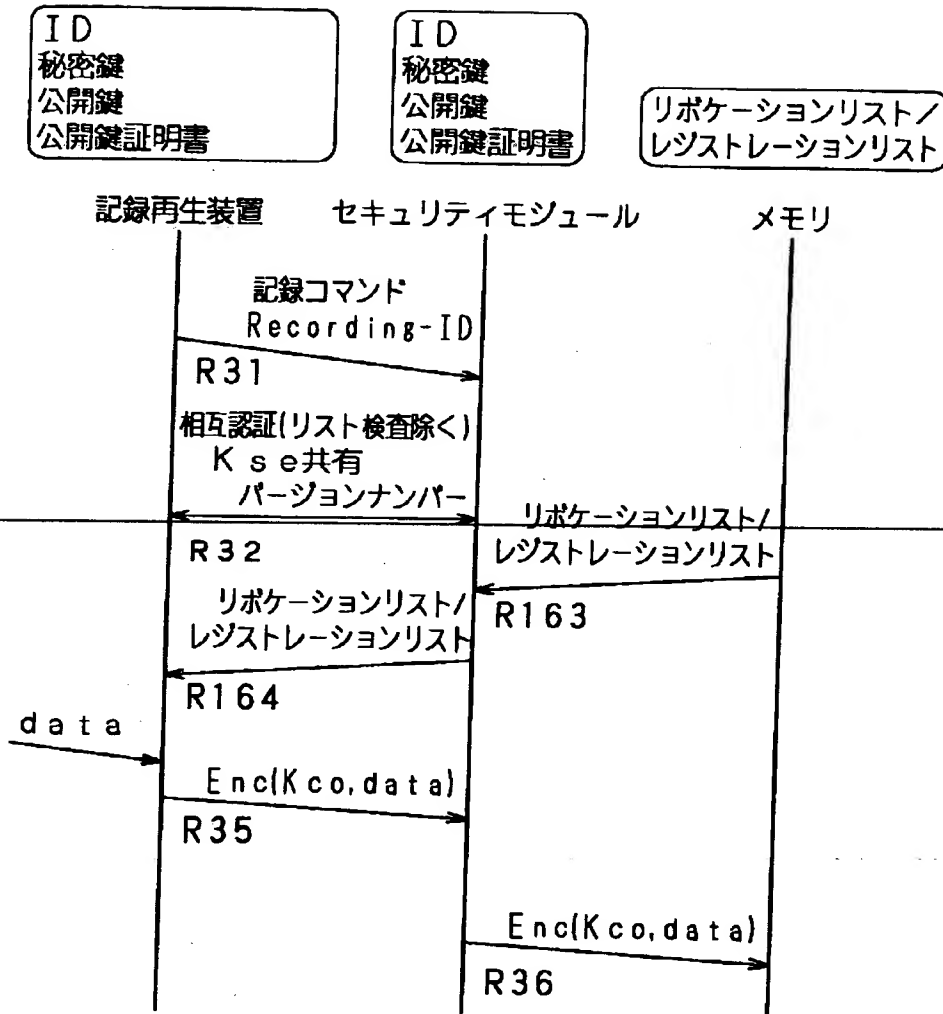 ID
秘密鍵
公開鍵
公開鍵証明書
ID
秘密鍵
公開鍵
公開鍵証明書
リボケーションリスト/
レジストレーションリスト
記録再生装置
セキュリティモジュール
メモリ
記録コマンド
Recording-ID
R31
相互認証(リスト検査除く)
Kse共有
バージョンナンバー
R32
リボケーションリスト/
レジストレーションリスト
R163
リボケーションリスト/
レジストレーションリスト
R164
data
Enc(Kco,data)
R35
Enc(Kco,data)
R36